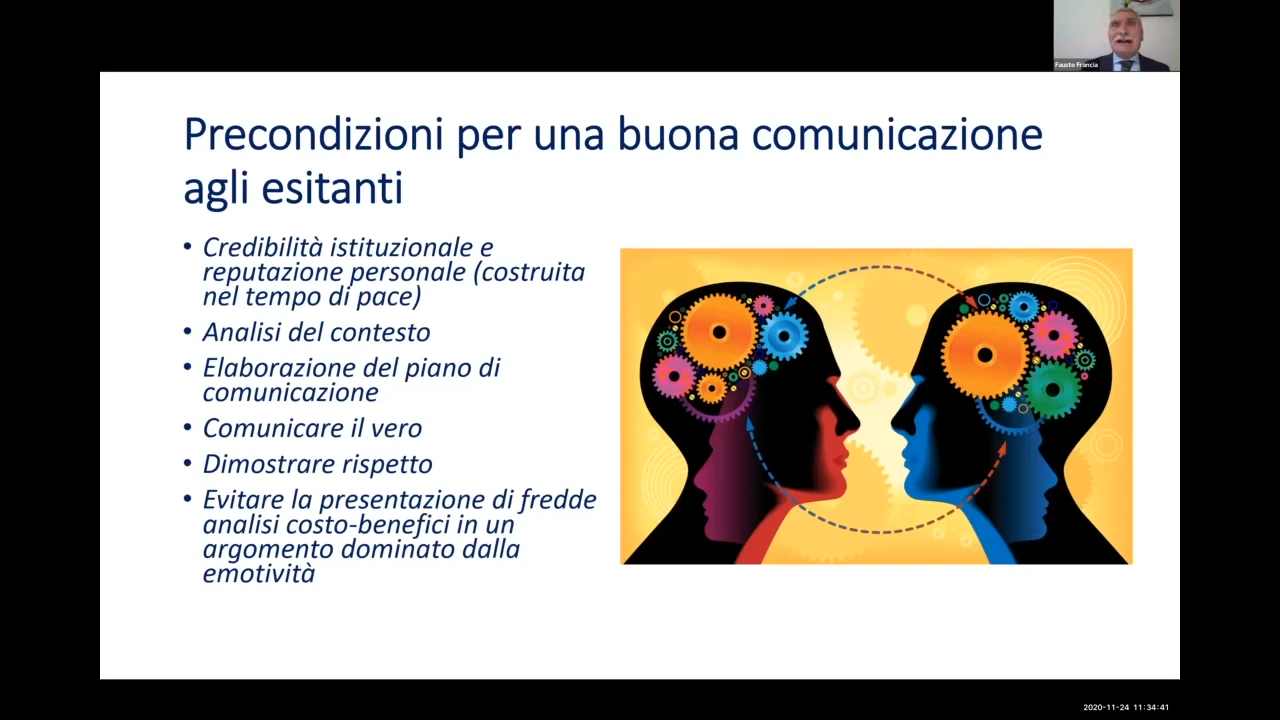 Fausto Francia
Precondizioni per una buona comunicazione
agli esitanti
• Credibilità istituzionale e
reputazione personale (costruita
nel tempo di pace)
• Analisi del contesto
• Elaborazione del piano di
comunicazione
• Comunicare il vero
• Dimostrare rispetto
• Evitare la presentazione di fredde
analisi costo-benefici in un
argomento dominato dalla
emotività
2020-11-24 11:34:41